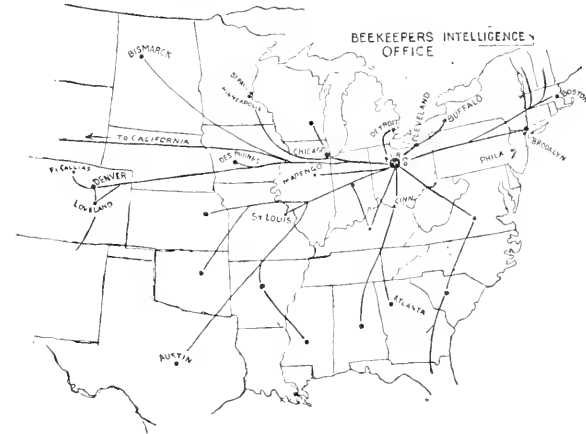 BEEKEEPERS INTELLIGENCE
OFFICE
BISMARCK
ST. PAUL
MINNEAPOLIS
BOSTON
BUFFALO
CLEVELAND
DETROIT
BROOKLYN
TO CALIFORNIA
CHICAGO
PHILA
DES MOINES
MARENGO
FT. COLLINS
DENVER
LOVELAND
CINN.
ST LOUIS
ATLANTA
AUSTIN